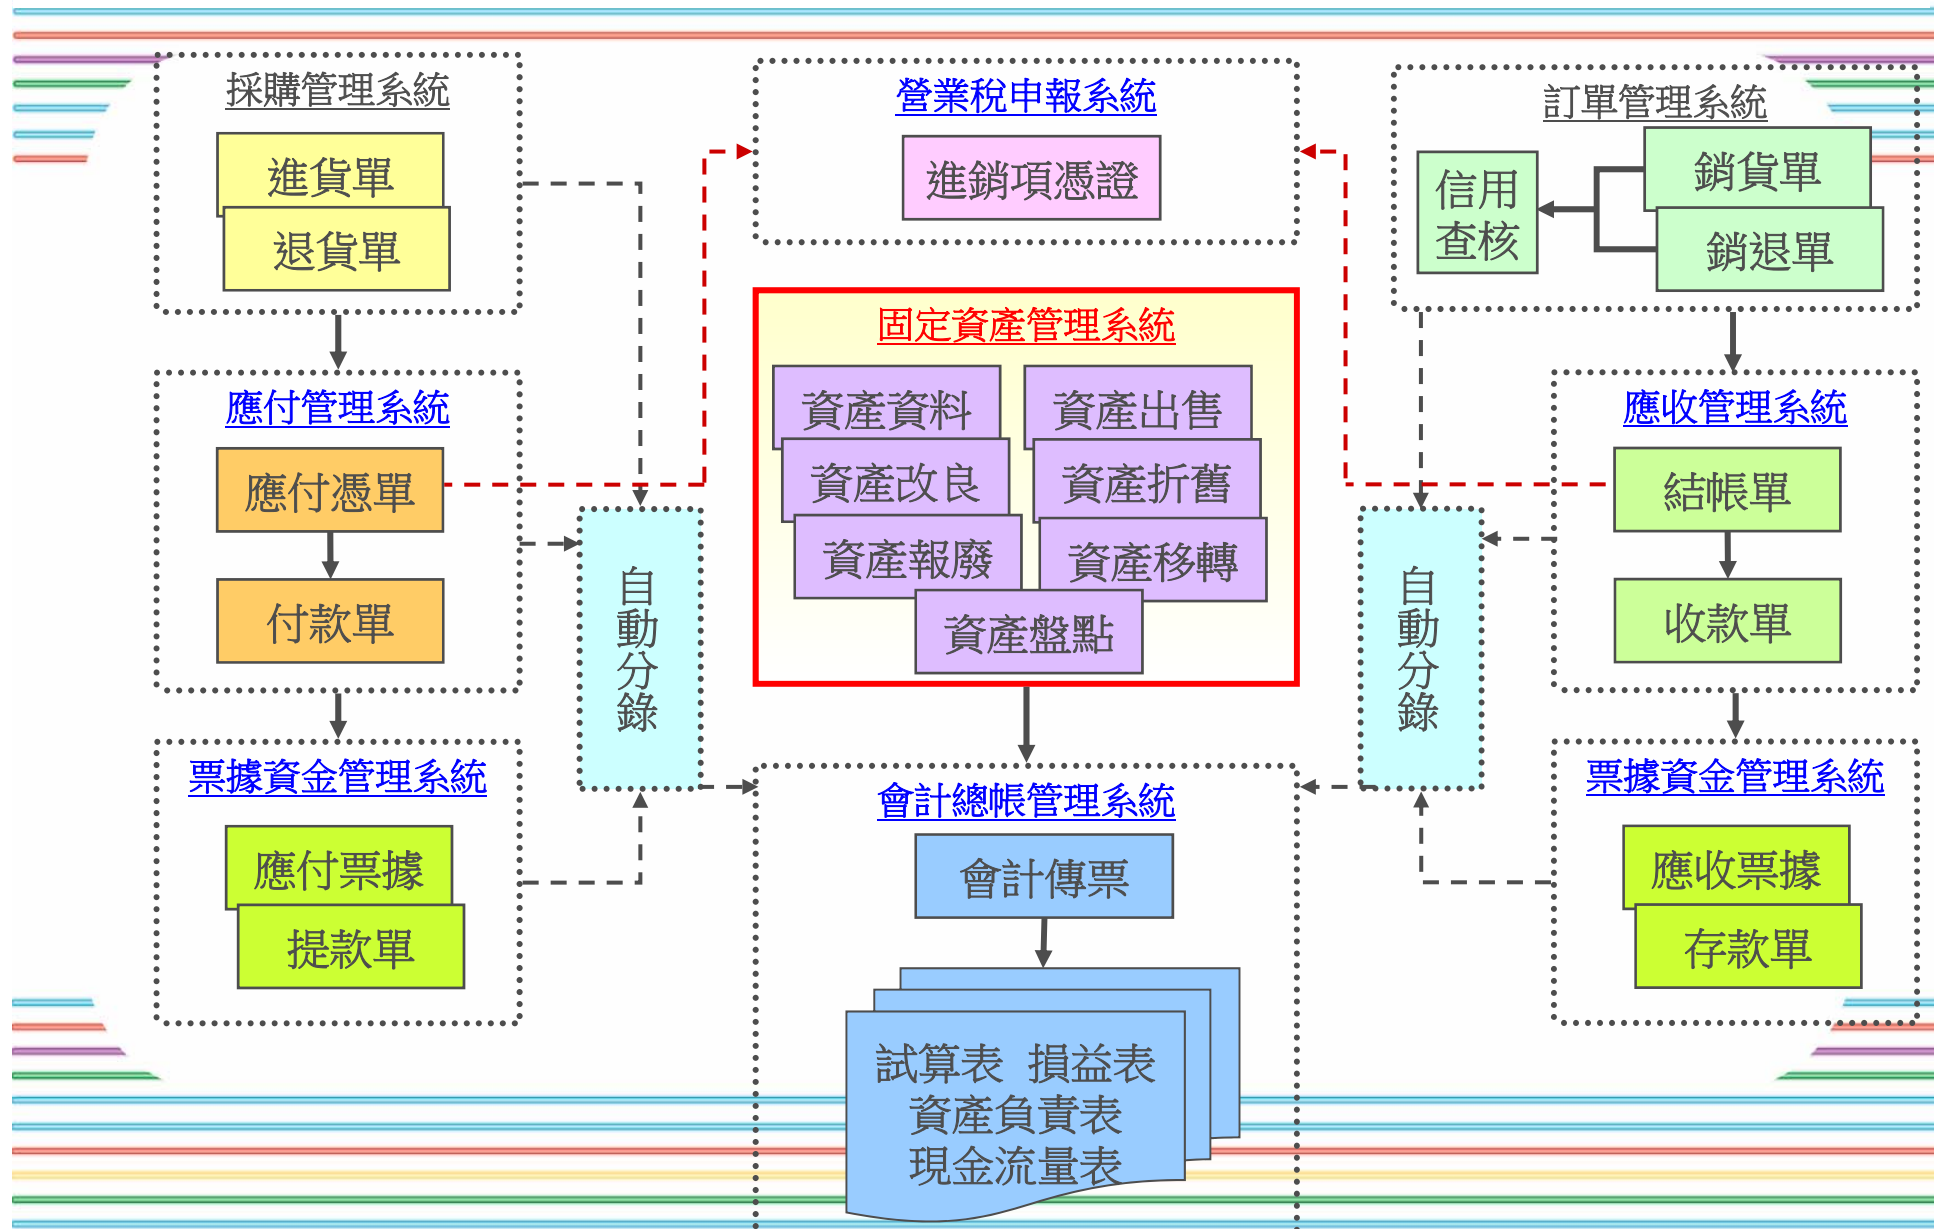 採購管理系統
進貨單
退貨單
應付管理系統
應付憑單
付款單
票據資金管理系統
應付票據
提款單
自動分錄
營業稅申報系統
進銷項憑證
固定資產管理系統
資產資料
資產出售
資產改良
資產折舊
資產報廢
資產移轉
資產盤點
會計總帳管理系統
會計傳票
試算表 損益表
資產負責表
現金流量表
訂單管理系統
信用
查核
銷貨單
銷退單
自動分錄
應收管理系統
結帳單
收款單
票據資金管理系統
應收票據
存款單